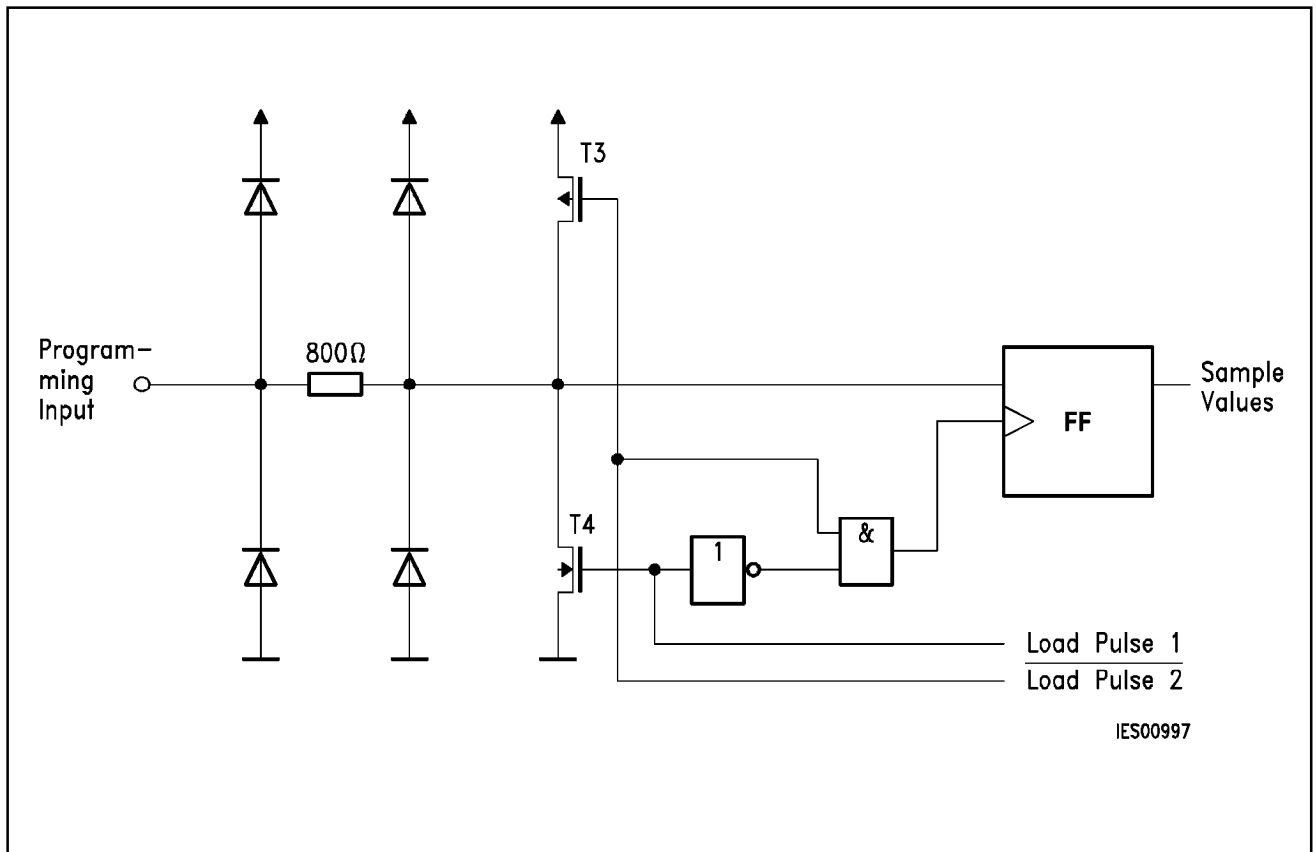 T3
Program-
ming
Input
800Ω
Sample
Values
FF
T4
1
&
Load Pulse 1
Load Pulse 2
IES00997